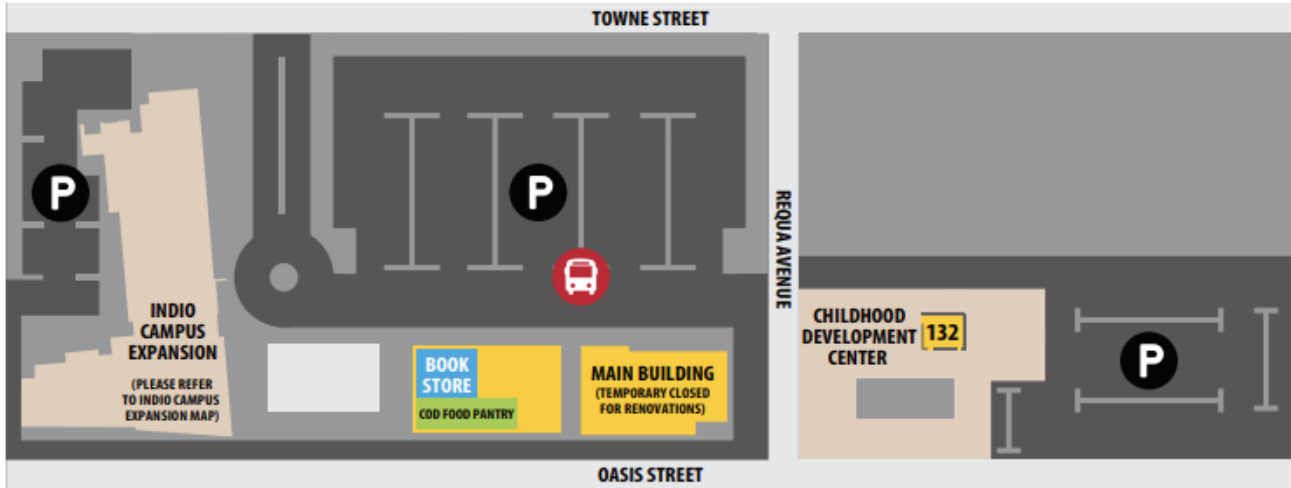 TOWNE STREET
P
P
REQUA AVENUE
INDIO
CAMPUS
EXPANSION
(PLEASE REFER
TO INDIO CAMPUS
EXPANSION MAP)
BOOK
STORE
COD FOOD PANTRY
MAIN BUILDING
(TEMPORARY CLOSED
FOR RENOVATIONS)
CHILDHOOD
DEVELOPMENT
CENTER
132
P
OASIS STREET